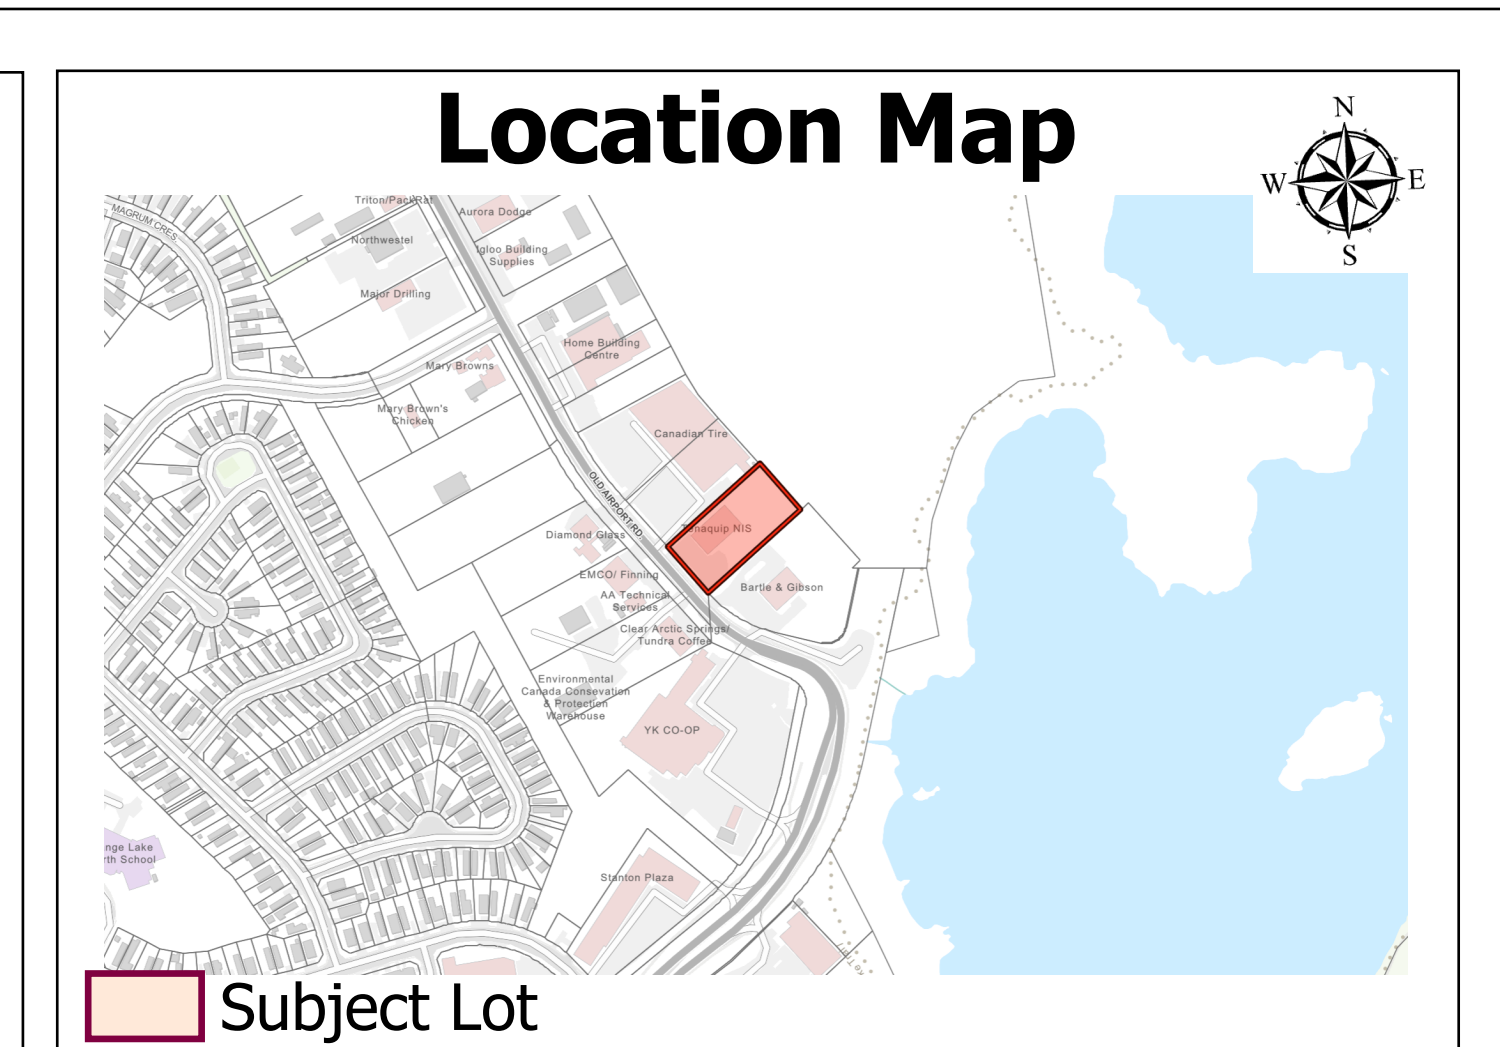 Location Map
N
W
E
S
MAGRUM CRES.
Triton/PackRat
Aurora Dodge
Northwestel
Igloo Building
Supplies
Major Drilling
Home Building
Centre
Mary Browns
Mary Brown's
Chicken
Canadian Tire
OLD AIRPORT RD.
Tenaquip NIS
Diamond Glass
EMCO/ Finning
Bartle & Gibson
AA Technical
Services
Clear Arctic Springs/
Tundra Coffee
Environmental
Canada Consevation
& Protection
Warehouse
YK CO-OP
nge Lake
rth School
Stanton Plaza
Subject Lot